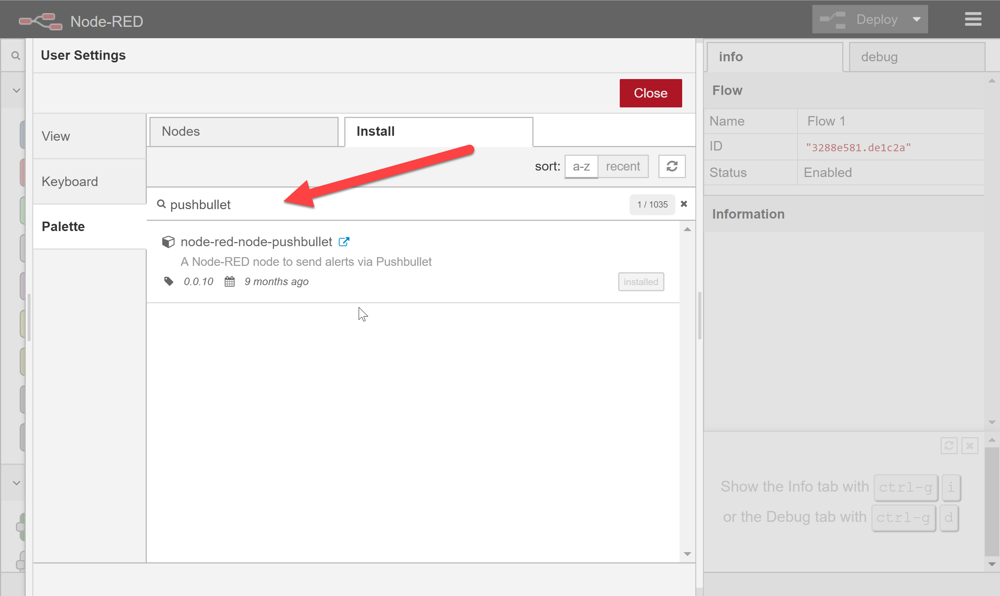 Node-RED
Deploy
User Settings
Close
View
Keyboard
Palette
Nodes
Install
sort: a-z recent
pushbullet
1 / 1035
node-red-node-pushbullet
A Node-RED node to send alerts via Pushbullet
0.0.10 9 months ago
installed
info
debug
Flow
Name Flow 1
ID "3288e581.de1c2a"
Status Enabled
Information
Show the Info tab with ctrl-g i
or the Debug tab with ctrl-g d